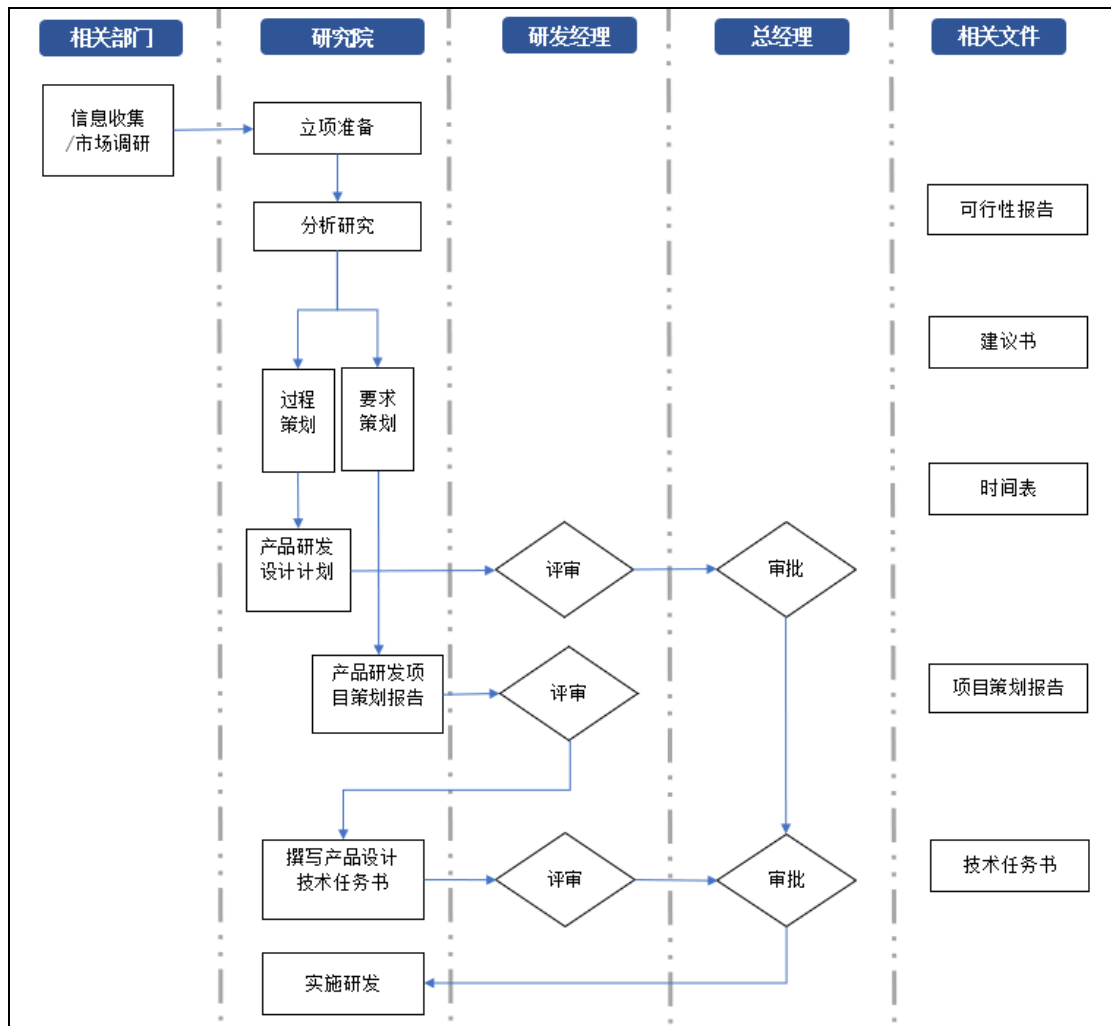 相关部门
研究院
研发经理
总经理
相关文件
信息收集
/市场调研
立项准备
分析研究
可行性报告
建议书
过程
策划
要求
策划
时间表
产品研发
设计计划
评审
审批
产品研发项
目策划报告
评审
项目策划报告
撰写产品设计
技术任务书
评审
审批
技术任务书
实施研发